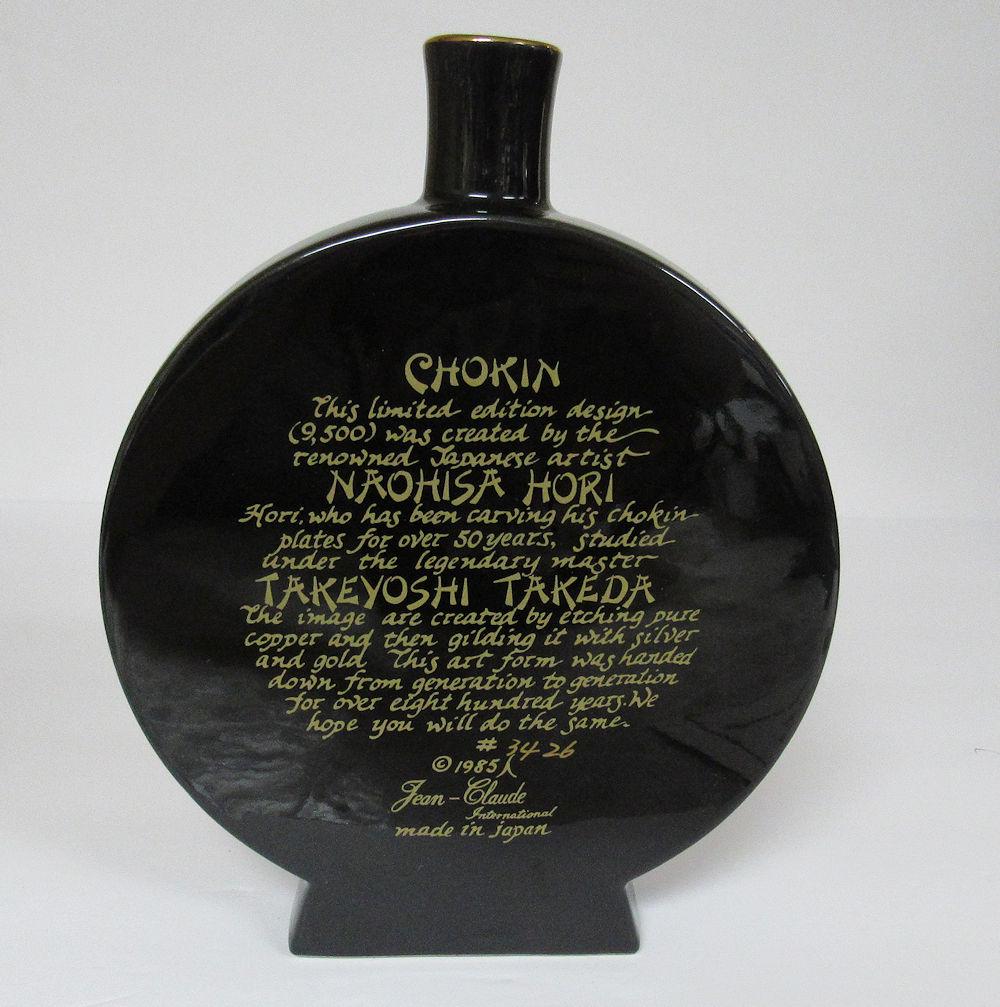 CHOKIN
This limited edition design
(9,500) was created by the
renowned Japanese artist
NAOHISA HORI
Hori, who has been carving his chokin
plates for over 50 years, studied
under the legendary master
TAKEYOSHI TAKEDA
The image are created by etching pure
copper and then gilding it with silver
and gold This art form was handed
down from generation to generation
for over eight hundred years. We
hope you will do the same.
# 3426
© 1985
Jean-Claude
International
made in japan